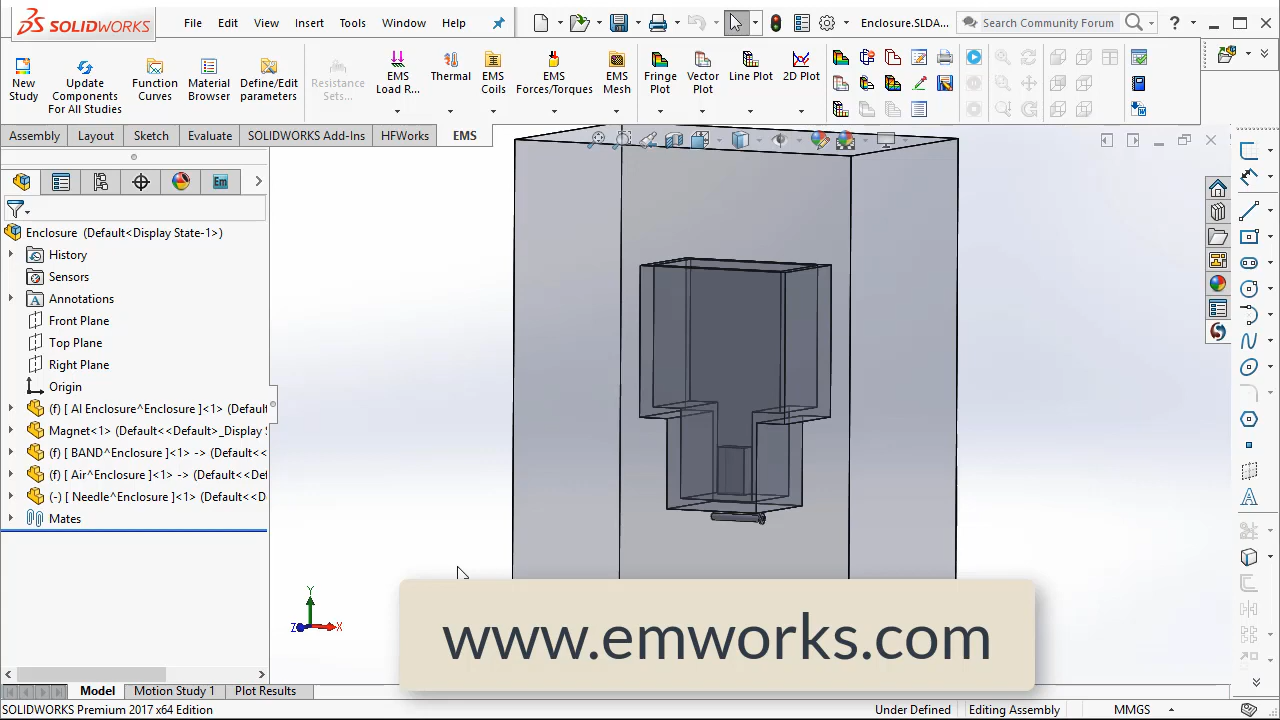 SOLIDWORKS
File Edit View Insert Tools Window Help
Enclosure.SLDA...
Search Community Forum
New Study
Update Components For All Studies
Function Curves
Material Browser
Define/Edit parameters
Resistance Sets...
EMS Load R...
Thermal
EMS Coils
EMS Forces/Torques
EMS Mesh
Fringe Plot
Vector Plot
Line Plot
2D Plot
Assembly Layout Sketch Evaluate SOLIDWORKS Add-Ins HFWorks EMS
Enclosure (Default<Display State-1>)
History
Sensors
Annotations
Front Plane
Top Plane
Right Plane
Origin
(f) [ Al Enclosure^Enclosure ]<1> (Default
Magnet<1> (Default<<Default>_Display
(f) [ BAND^Enclosure ]<1> -> (Default<<
(f) [ Air^Enclosure ]<1> -> (Default<<Def
(-) [ Needle^Enclosure ]<1> (Default<<D
Mates
Y
Z X
www.emworks.com
Model Motion Study 1 Plot Results
SOLIDWORKS Premium 2017 x64 Edition Under Defined Editing Assembly MMGS